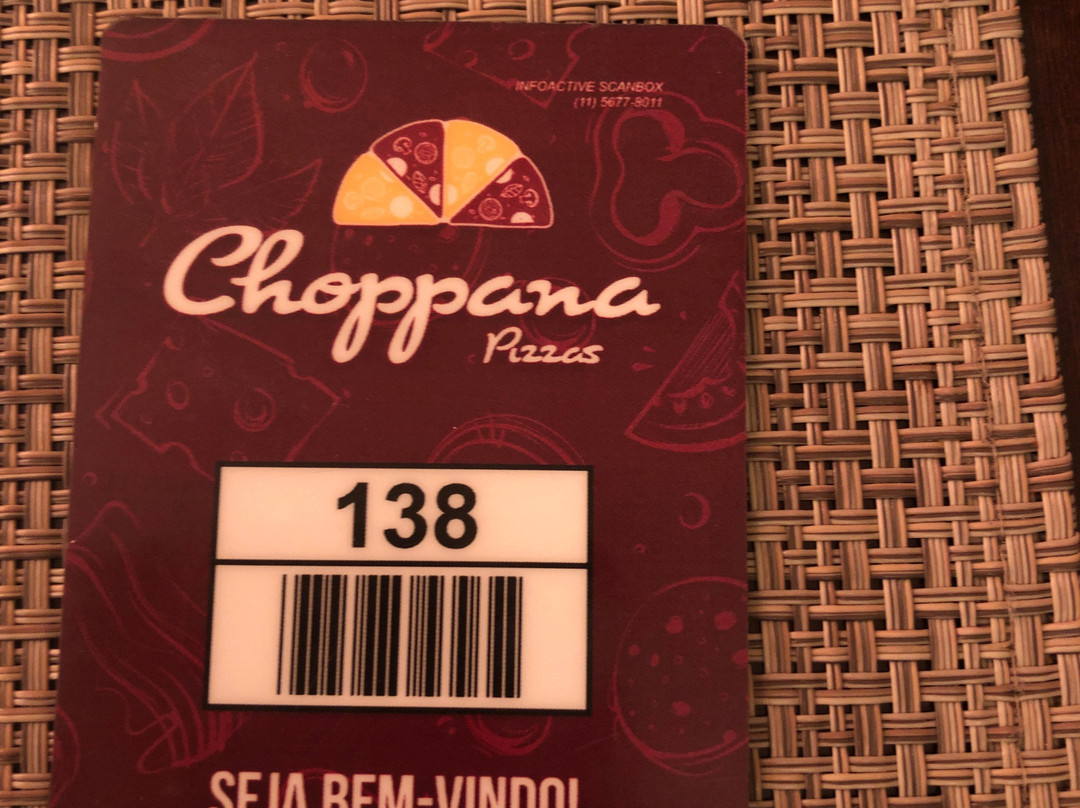 INFOACTIVE SCANBOX
(11) 5677-8011
Choppana
Pizzas
138
SEJA BEM-VINDO!